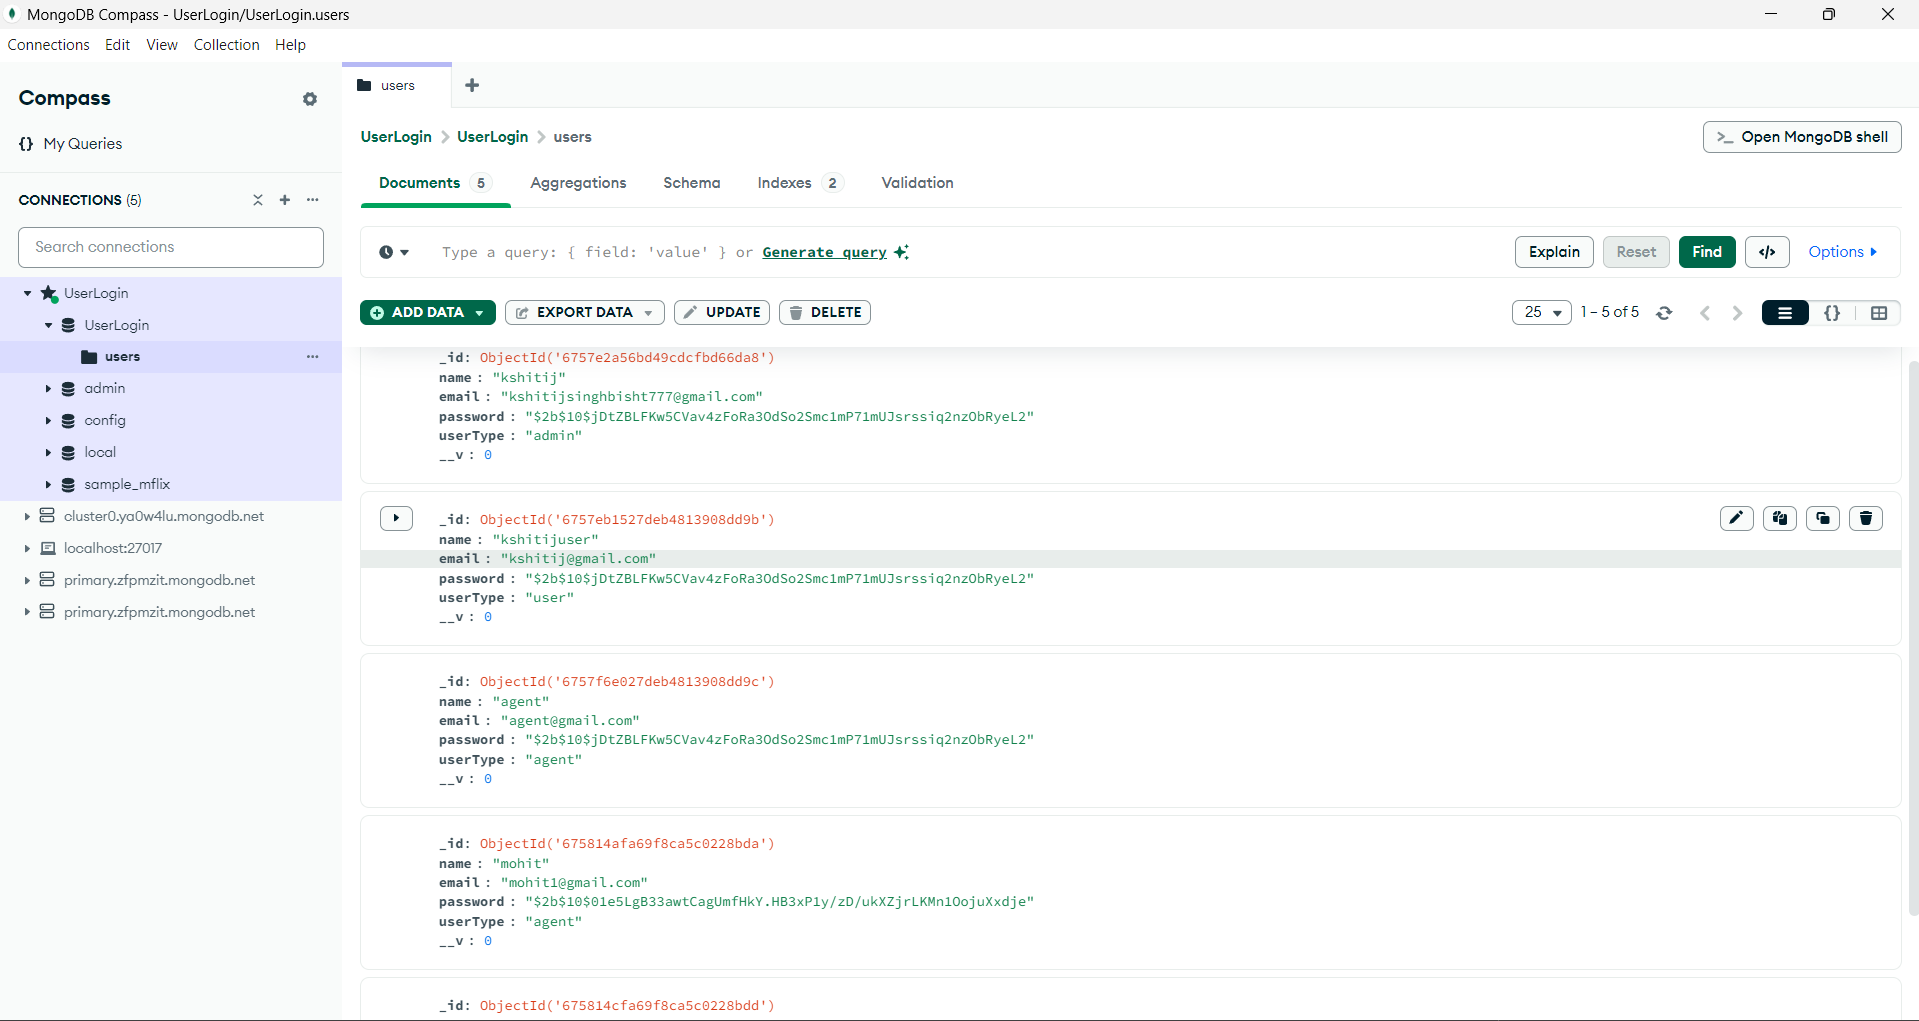 MongoDB Compass - UserLogin/UserLogin.users
Connections Edit View Collection Help
Compass
{} My Queries
CONNECTIONS (5)
Search connections
UserLogin
UserLogin
users
admin
config
local
sample_mflix
cluster0.ya0w4lu.mongodb.net
localhost:27017
primary.zfpmzit.mongodb.net
primary.zfpmzit.mongodb.net
users
UserLogin > UserLogin > users
>_ Open MongoDB shell
Documents 5 Aggregations Schema Indexes 2 Validation
Type a query: { field: 'value' } or Generate query
Explain Reset Find </> Options
ADD DATA EXPORT DATA UPDATE DELETE
25 1 – 5 of 5 {}
_id: ObjectId('6757e2a56bd49cdcfbd66da8')
name : "kshitij"
email : "kshitijsinghbisht777@gmail.com"
password : "$2b$10$jDtZBLFKw5CVav4zFoRa3OdSo2Smc1mP71mUJsrssiq2nzObRyeL2"
userType : "admin"
__v : 0
_id: ObjectId('6757eb1527deb4813908dd9b')
name : "kshitijuser"
email : "kshitij@gmail.com"
password : "$2b$10$jDtZBLFKw5CVav4zFoRa3OdSo2Smc1mP71mUJsrssiq2nzObRyeL2"
userType : "user"
__v : 0
_id: ObjectId('6757f6e027deb4813908dd9c')
name : "agent"
email : "agent@gmail.com"
password : "$2b$10$jDtZBLFKw5CVav4zFoRa3OdSo2Smc1mP71mUJsrssiq2nzObRyeL2"
userType : "agent"
__v : 0
_id: ObjectId('675814afa69f8ca5c0228bda')
name : "mohit"
email : "mohit1@gmail.com"
password : "$2b$10$01e5LgB33awtCagUmfHkY.HB3xP1y/zD/ukXZjrLKMn1OojuXxdje"
userType : "agent"
__v : 0
_id: ObjectId('675814cfa69f8ca5c0228bdd')